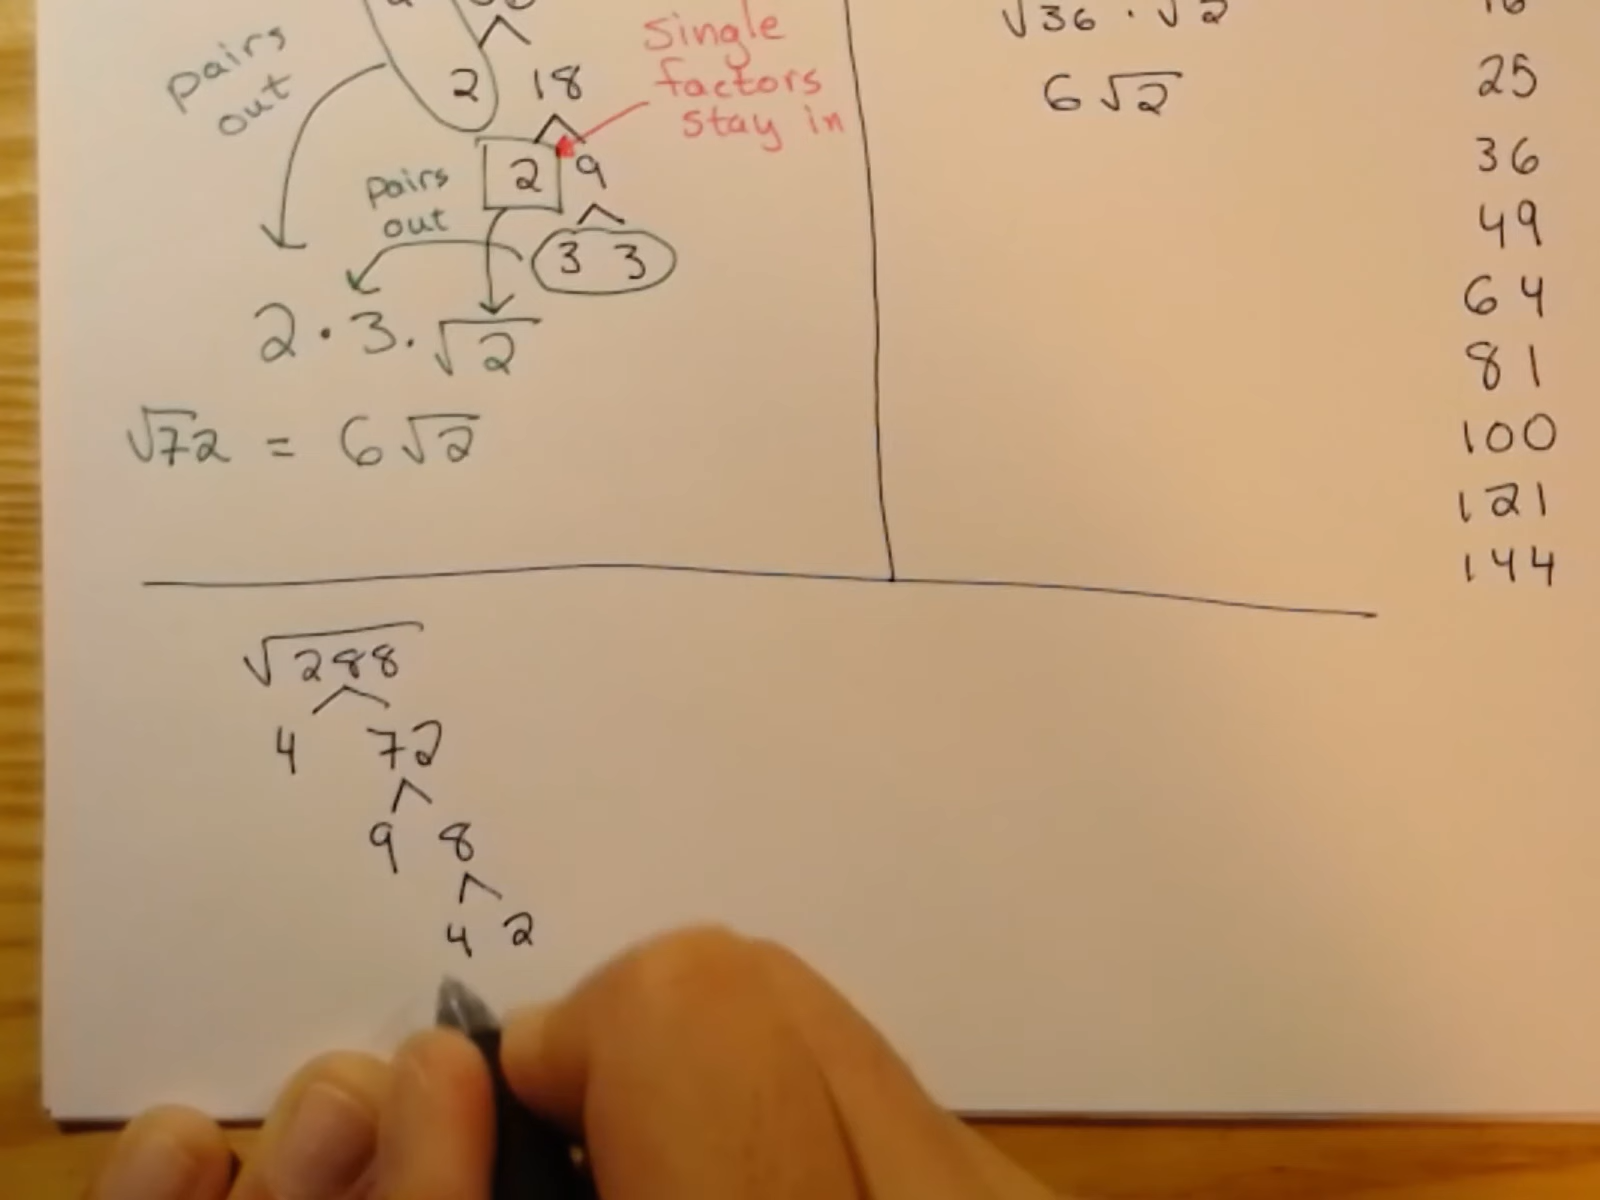 pairs
out
2 18
Single
factors
stay in
2 9
pairs
out
3 3
2 · 3 · √2
√72 = 6√2
√36 · √2
6√2
16
25
36
49
64
81
100
121
144
√288
4 72
9 8
4 2